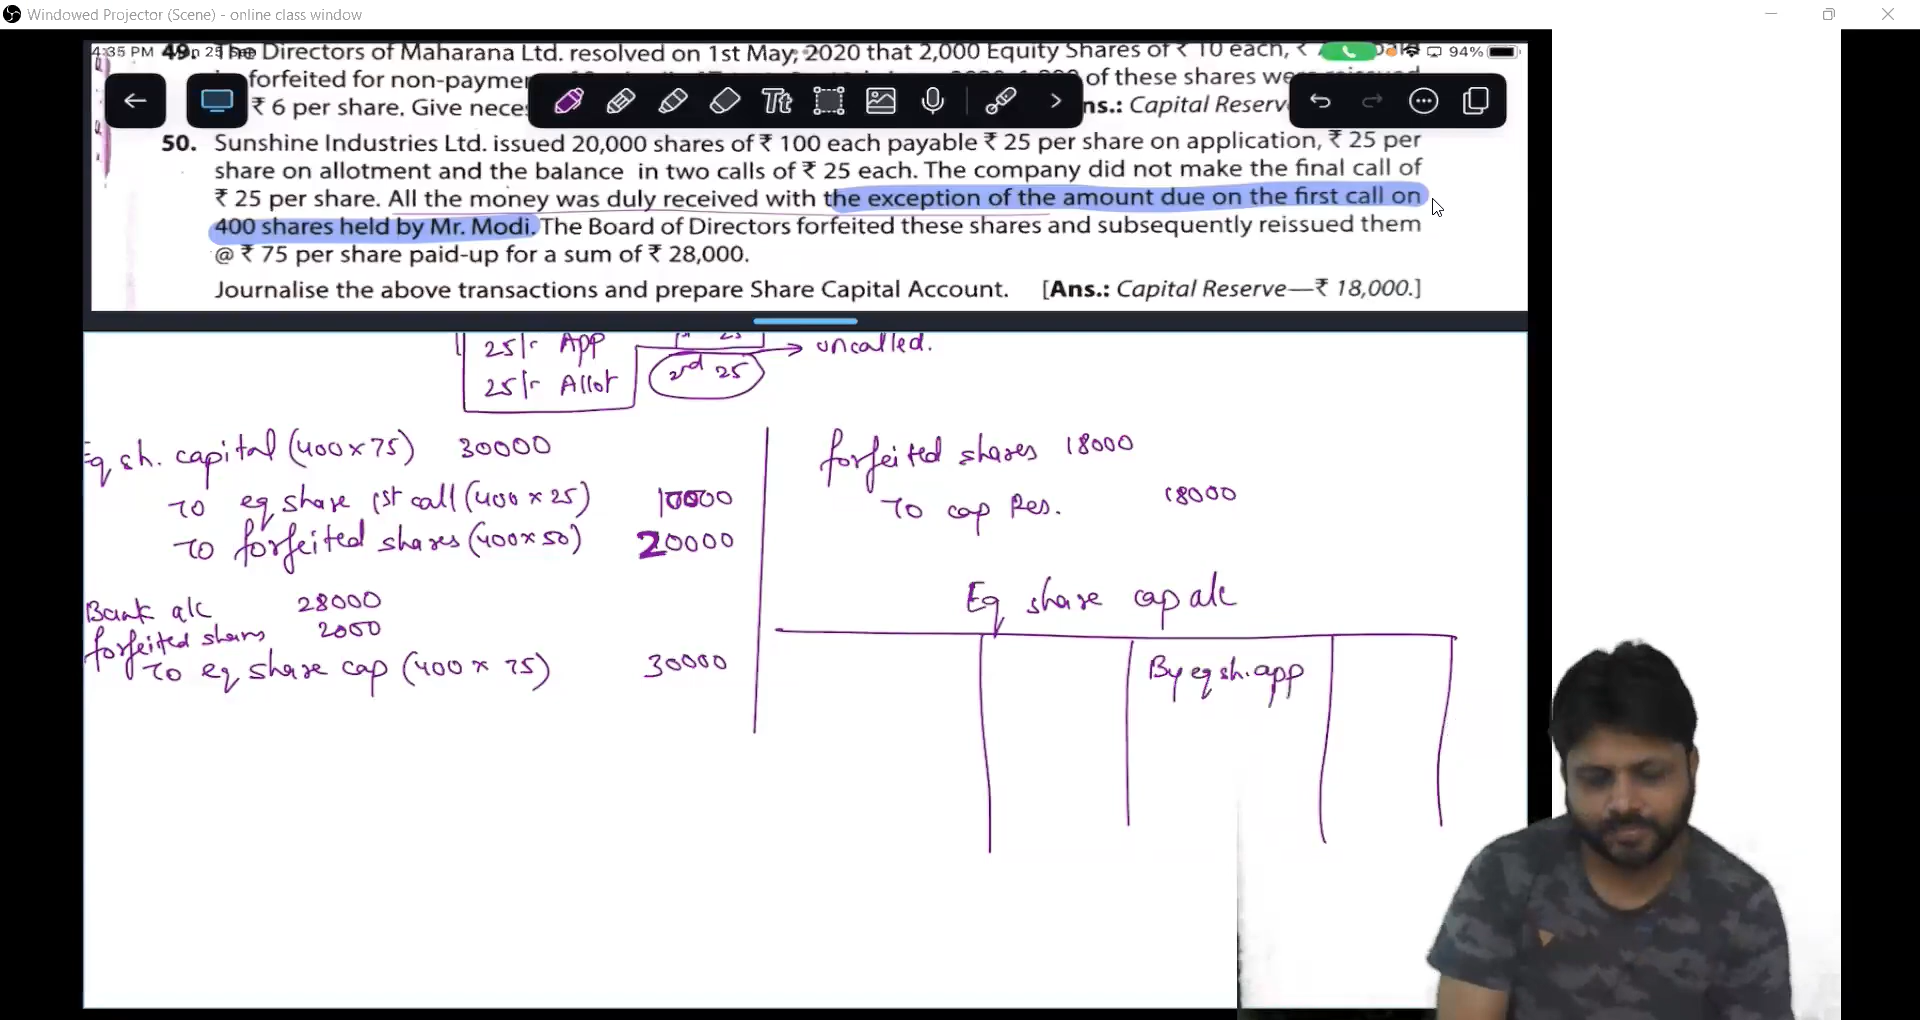 Windowed Projector (Scene) - online class window
4:35 PM Mon 25 Sep
94%
49. The Directors of Maharana Ltd. resolved on 1st May, 2020 that 2,000 Equity Shares of ₹ 10 each, ₹
forfeited for non-paymen of these shares we
₹ 6 per share. Give nece ns.: Capital Reserv
Tt
50. Sunshine Industries Ltd. issued 20,000 shares of ₹ 100 each payable ₹ 25 per share on application, ₹ 25 per
share on allotment and the balance in two calls of ₹ 25 each. The company did not make the final call of
₹ 25 per share. All the money was duly received with the exception of the amount due on the first call on
400 shares held by Mr. Modi. The Board of Directors forfeited these shares and subsequently reissued them
@ ₹ 75 per share paid-up for a sum of ₹ 28,000.
Journalise the above transactions and prepare Share Capital Account. [Ans.: Capital Reserve—₹ 18,000.]
25/- App 25 → uncalled.
25/- Allot 2nd 25
Eq sh. capital (400×75) 30000
To eq share 1st call (400 × 25) 10000
To forfeited shares (400×50) 20000
Bank a/c 28000
forfeited shares 2000
To eq share cap (400 × 75) 30000
forfeited shares 18000
To cap Res. 18000
Eq share cap a/c
By eq sh. app